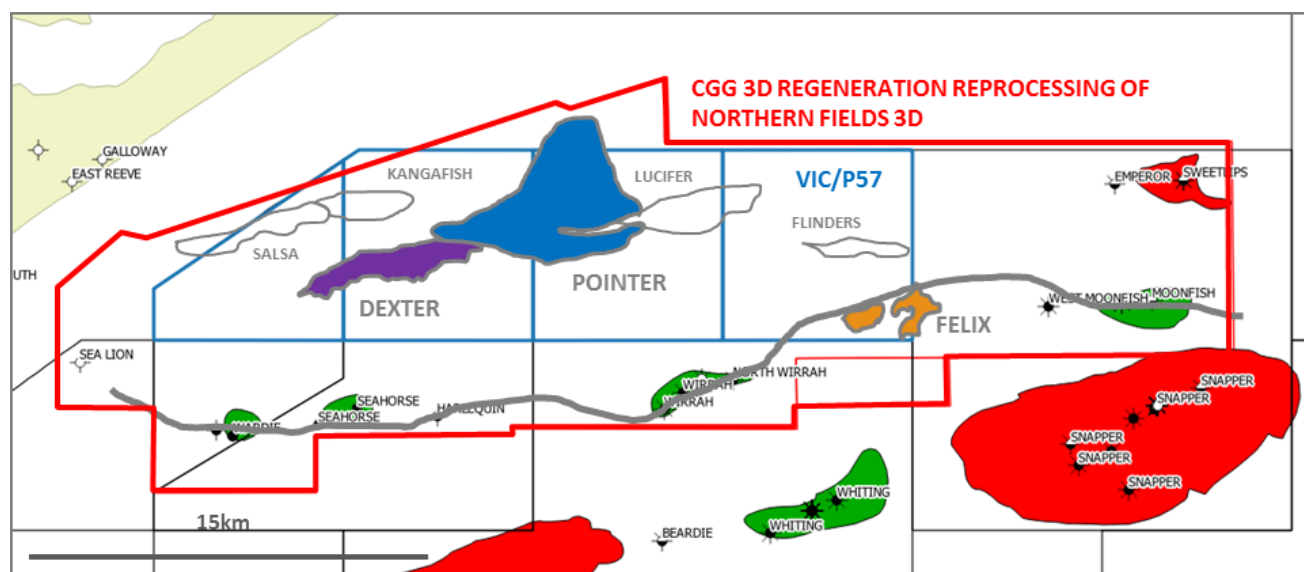 CGG 3D REGENERATION REPROCESSING OF
NORTHERN FIELDS 3D
GALLOWAY
EAST REEVE
KANGAFISH
LUCIFER
VIC/P57
EMPEROR
SWEETLIPS
SALSA
FLINDERS
UTH
POINTER
DEXTER
WEST MOONFISH
MOONFISH
FELIX
SEA LION
NORTH WIRRAH
WIRRAH
WIRRAH
SNAPPER
SNAPPER
SEAHORSE
SEAHORSE
HARLEQUIN
WARDIE
SNAPPER
SNAPPER
SNAPPER
WHITING
WHITING
15km
BEARDIE